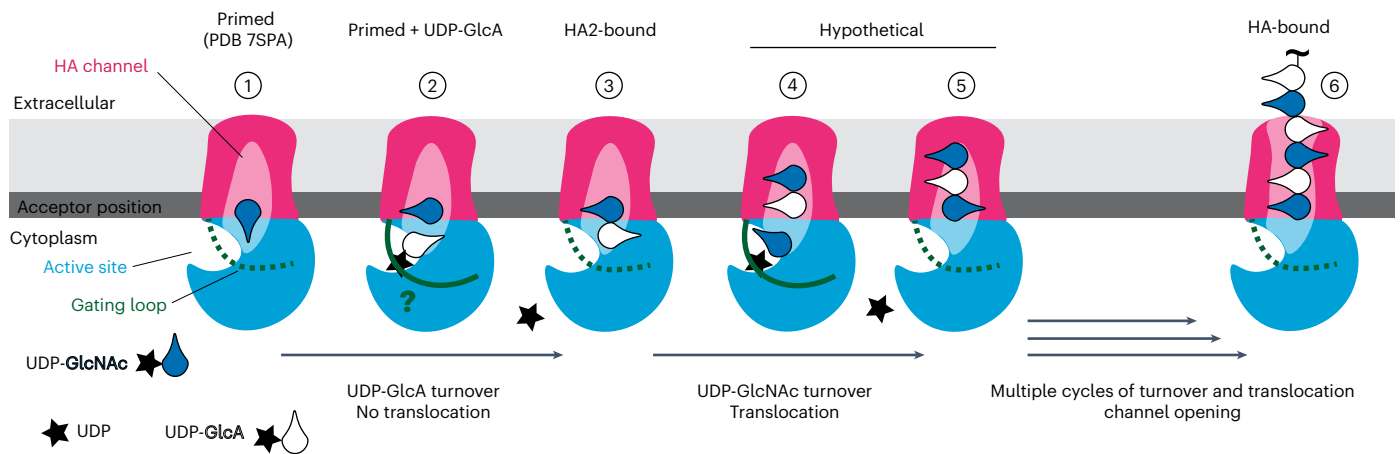 Primed
(PDB 7SPA)
Primed + UDP-GlcA
HA2-bound
Hypothetical
HA-bound
HA channel
1
2
3
4
5
6
Extracellular
Acceptor position
Cytoplasm
Active site
Gating loop
?
UDP-GlcNAc
UDP-GlcA turnover
No translocation
UDP-GlcNAc turnover
Translocation
Multiple cycles of turnover and translocation
channel opening
UDP
UDP-GlcA